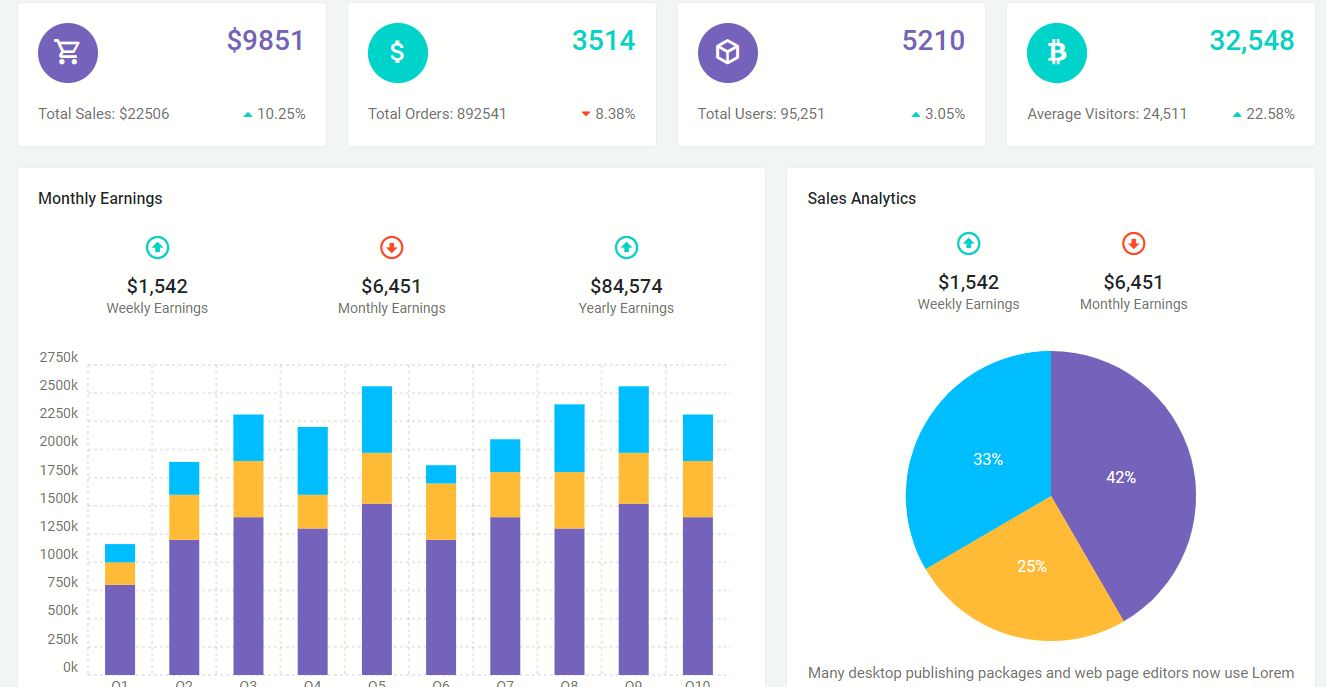 $9851
Total Sales: $22506 10.25%
3514
Total Orders: 892541 8.38%
5210
Total Users: 95,251 3.05%
32,548
Average Visitors: 24,511 22.58%
Monthly Earnings
$1,542
Weekly Earnings
$6,451
Monthly Earnings
$84,574
Yearly Earnings
2750k
2500k
2250k
2000k
1750k
1500k
1250k
1000k
750k
500k
250k
0k
Q1 Q2 Q3 Q4 Q5 Q6 Q7 Q8 Q9 Q10
Sales Analytics
$1,542
Weekly Earnings
$6,451
Monthly Earnings
33%
42%
25%
Many desktop publishing packages and web page editors now use Lorem